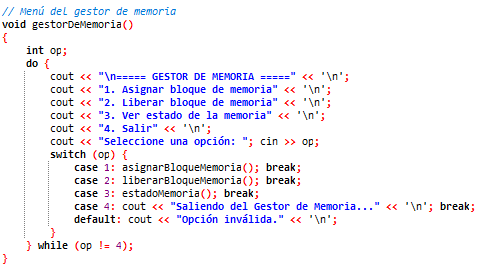 // Menú del gestor de memoria
void gestorDeMemoria()
{
    int op;
    do {
        cout << "\n===== GESTOR DE MEMORIA =====" << '\n';
        cout << "1. Asignar bloque de memoria" << '\n';
        cout << "2. Liberar bloque de memoria" << '\n';
        cout << "3. Ver estado de la memoria" << '\n';
        cout << "4. Salir" << '\n';
        cout << "Seleccione una opción: "; cin >> op;
        switch (op) {
            case 1: asignarBloqueMemoria(); break;
            case 2: liberarBloqueMemoria(); break;
            case 3: estadoMemoria(); break;
            case 4: cout << "Saliendo del Gestor de Memoria..." << '\n'; break;
            default: cout << "Opción inválida." << '\n';
        }
    } while (op != 4);
}